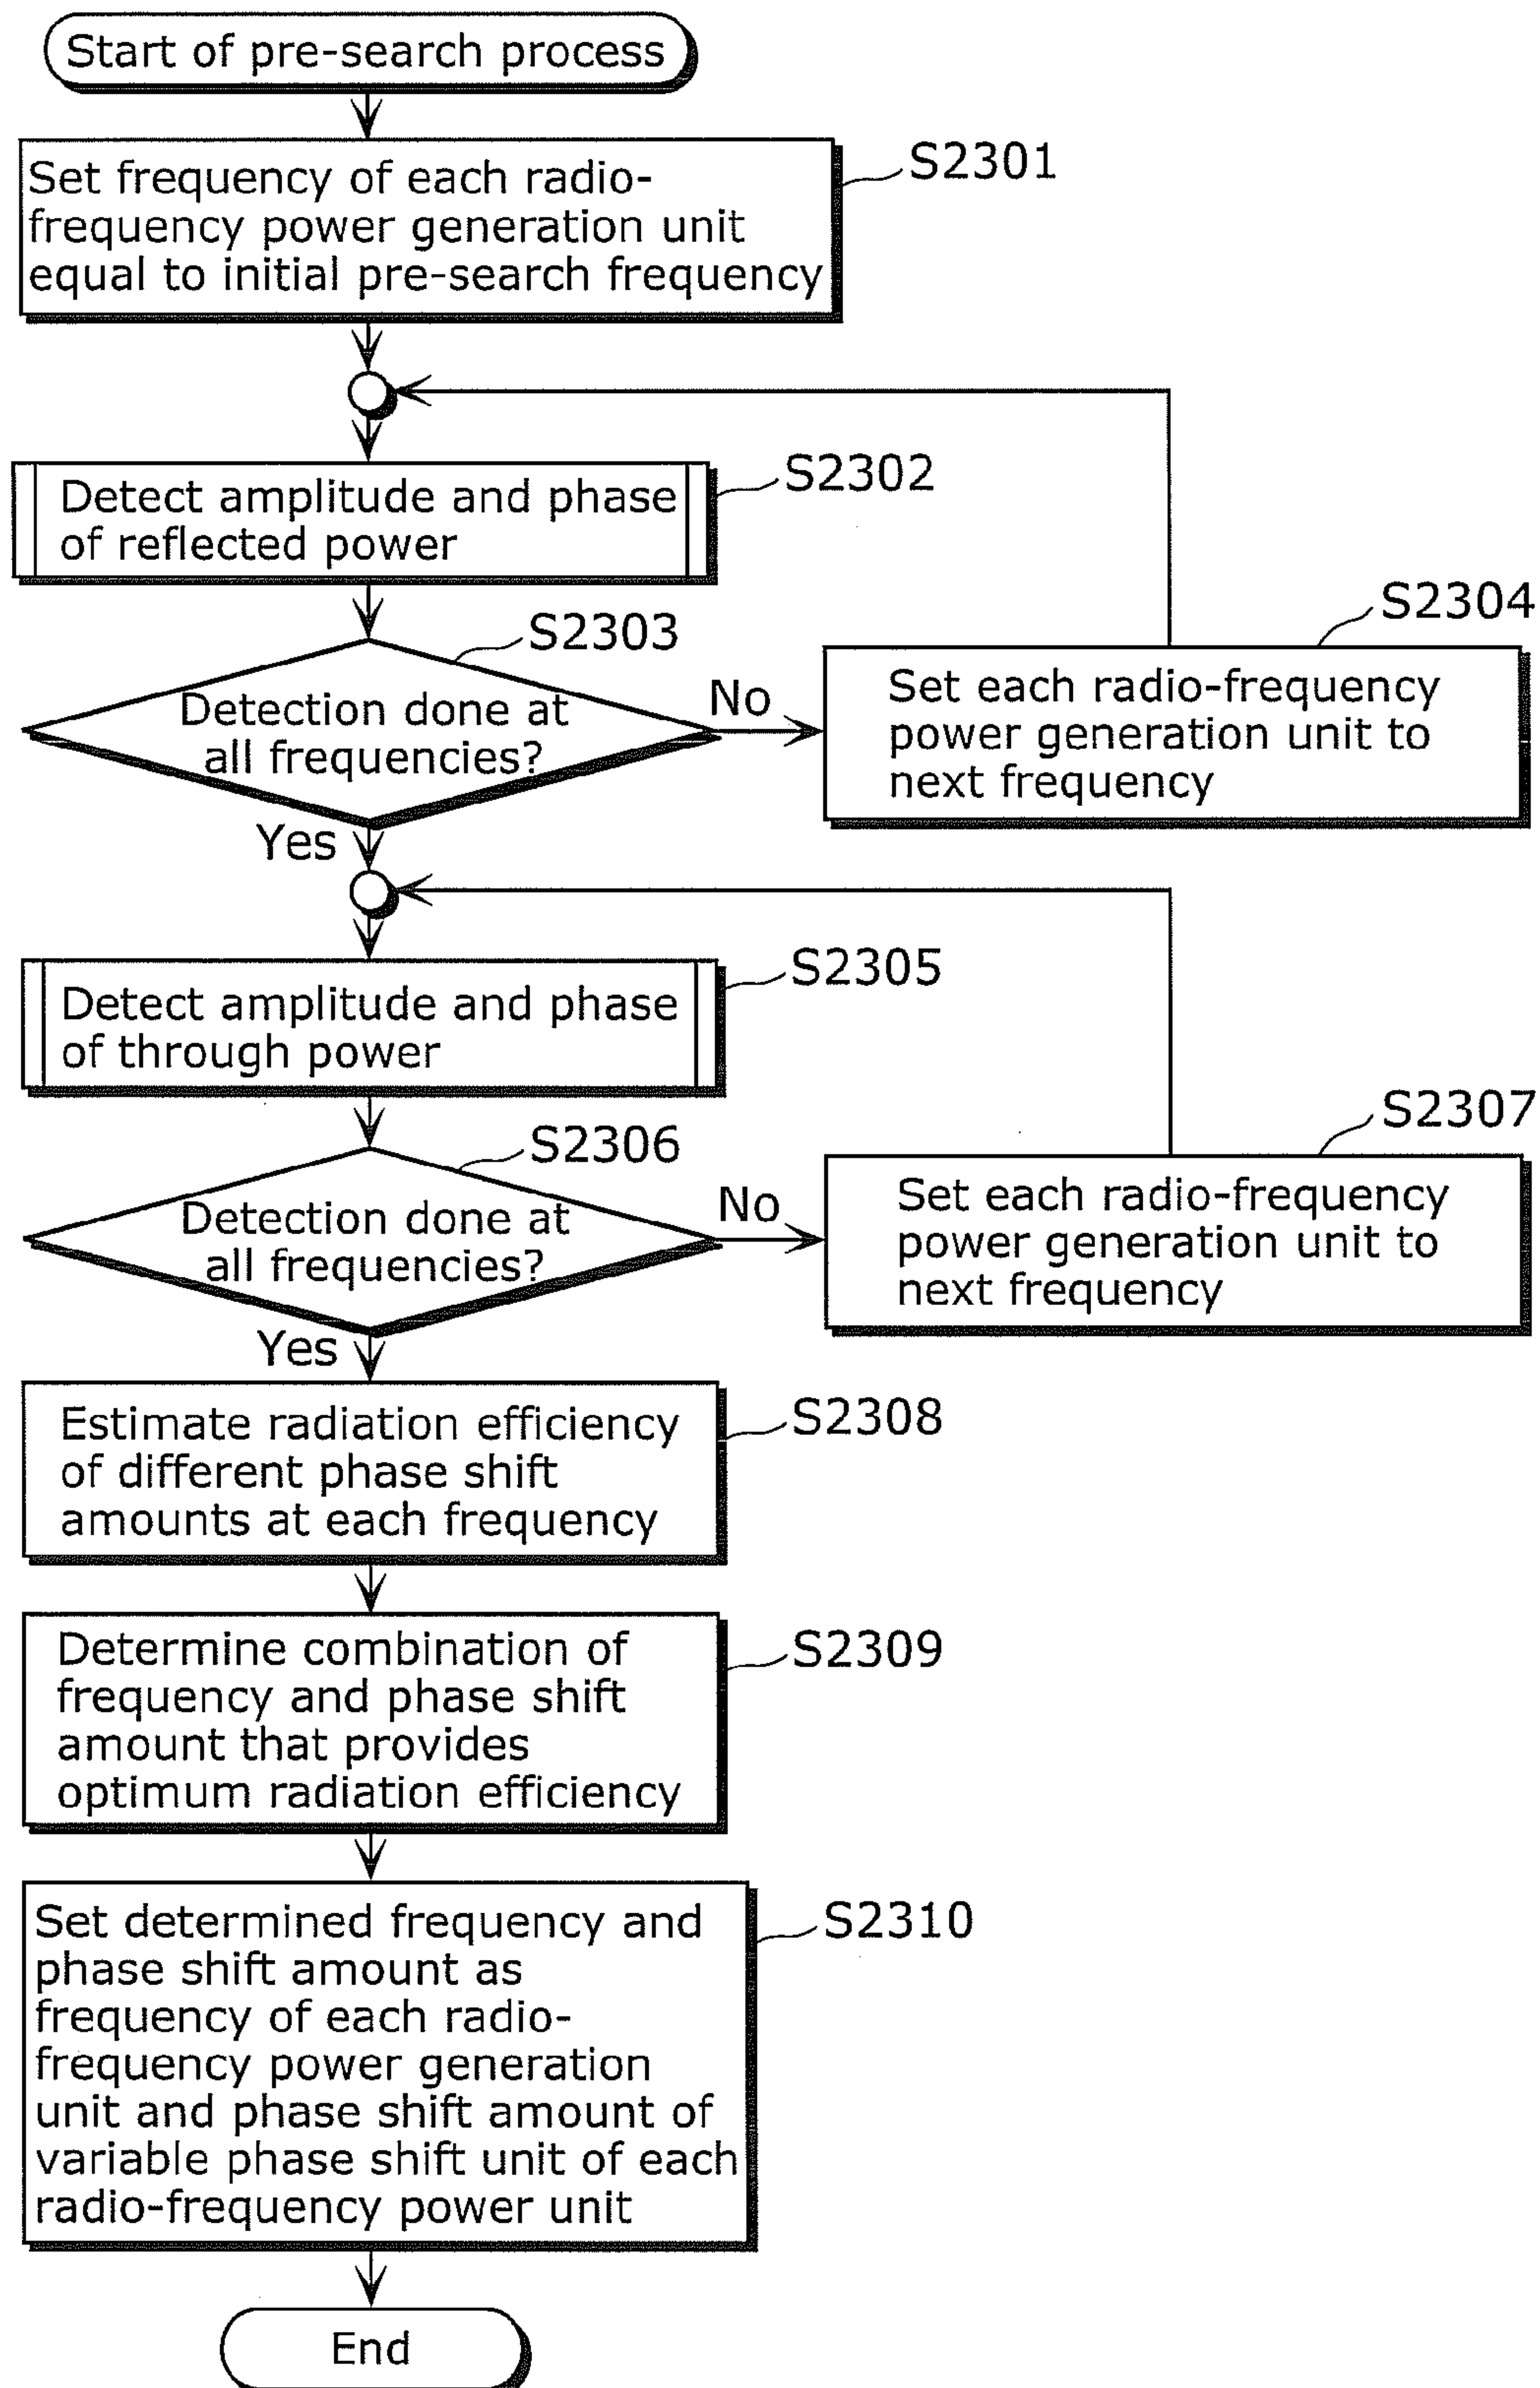 Start of pre-search process
Set frequency of each radio-
frequency power generation unit
equal to initial pre-search frequency
S2301
Detect amplitude and phase
of reflected power
S2302
Detection done at
all frequencies?
S2303
No
Yes
Set each radio-frequency
power generation unit to
next frequency
S2304
Detect amplitude and phase
of through power
S2305
Detection done at
all frequencies?
S2306
No
Yes
Set each radio-frequency
power generation unit to
next frequency
S2307
Estimate radiation efficiency
of different phase shift
amounts at each frequency
S2308
Determine combination of
frequency and phase shift
amount that provides
optimum radiation efficiency
S2309
Set determined frequency and
phase shift amount as
frequency of each radio-
frequency power generation
unit and phase shift amount of
variable phase shift unit of each
radio-frequency power unit
S2310
End